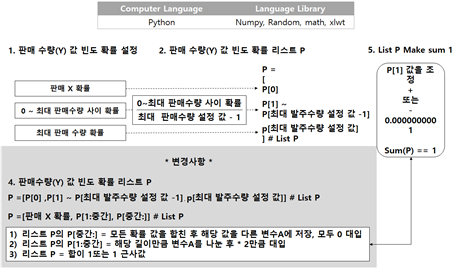 Computer Language
Language Library
Python
Numpy, Random, math, xlwt
1. 판매 수량(Y) 값 빈도 확률 설정
2. 판매 수량(Y) 값 빈도 확률 리스트 P
5. List P Make sum 1
판매 X 확률
0 ~ 최대 판매수량 사이 확률
최대 판매수량 확률
0~최대 판매수량 사이 확률
최대 판매수량 설정 값 - 1
P =
[
P[0]
P[1] ~
P[최대 발주수량 설정 값 -1]
p[최대 발주수량 설정 값]
] # List P
P[1] 값을 조
정
+
또는
-
0.000000000
1
Sum(P) == 1
* 변경사항 *
4. 판매수량(Y) 값 빈도 확률 리스트 P
P =[P[0] ,P[1] ~ P[최대 발주수량 설정 값 -1] p[최대 발주수량 설정 값]] # List P
P =[판매 X 확률, P[1:중간], P[중간:]] # List P
1) 리스트 P의 P[중간:] = 모든 확률 값을 합친 후 해당 값을 다른 변수A에 저장, 모두 0 대입
2) 리스트 P의 P[1:중간] = 해당 길이만큼 변수A를 나눈 후 * 2만큼 대입
3) 리스트 P = 합이 1또는 1 근사값